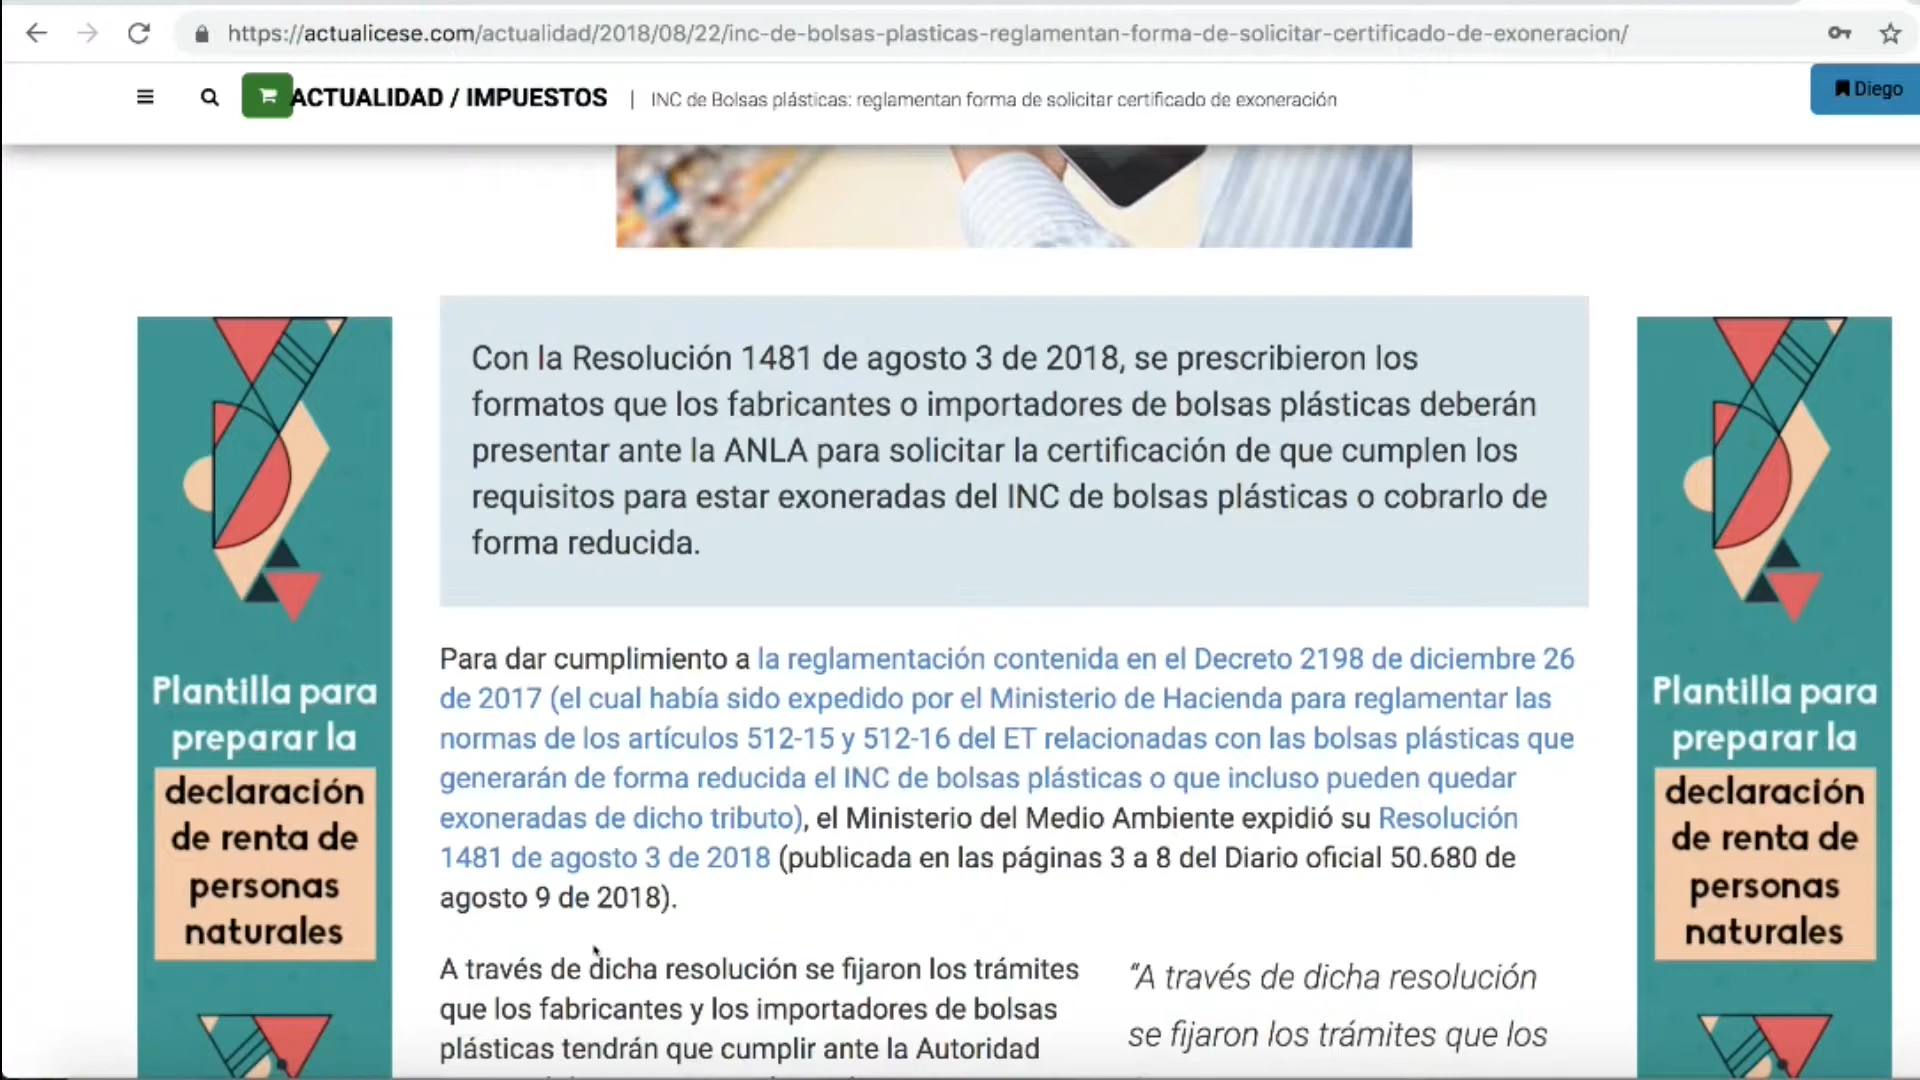 https://actualicese.com/actualidad/2018/08/22/inc-de-bolsas-plasticas-reglamentan-forma-de-solicitar-certificado-de-exoneracion/
ACTUALIDAD / IMPUESTOS | INC de Bolsas plásticas: reglamentan forma de solicitar certificado de exoneración
Diego
Con la Resolución 1481 de agosto 3 de 2018, se prescribieron los
formatos que los fabricantes o importadores de bolsas plásticas deberán
presentar ante la ANLA para solicitar la certificación de que cumplen los
requisitos para estar exoneradas del INC de bolsas plásticas o cobrarlo de
forma reducida.
Plantilla para
preparar la
declaración
de renta de
personas
naturales
Para dar cumplimiento a la reglamentación contenida en el Decreto 2198 de diciembre 26
de 2017 (el cual había sido expedido por el Ministerio de Hacienda para reglamentar las
normas de los artículos 512-15 y 512-16 del ET relacionadas con las bolsas plásticas que
generarán de forma reducida el INC de bolsas plásticas o que incluso pueden quedar
exoneradas de dicho tributo), el Ministerio del Medio Ambiente expidió su Resolución
1481 de agosto 3 de 2018 (publicada en las páginas 3 a 8 del Diario oficial 50.680 de
agosto 9 de 2018).
A través de dicha resolución se fijaron los trámites
que los fabricantes y los importadores de bolsas
plásticas tendrán que cumplir ante la Autoridad
“A través de dicha resolución
se fijaron los trámites que los
Plantilla para
preparar la
declaración
de renta de
personas
naturales